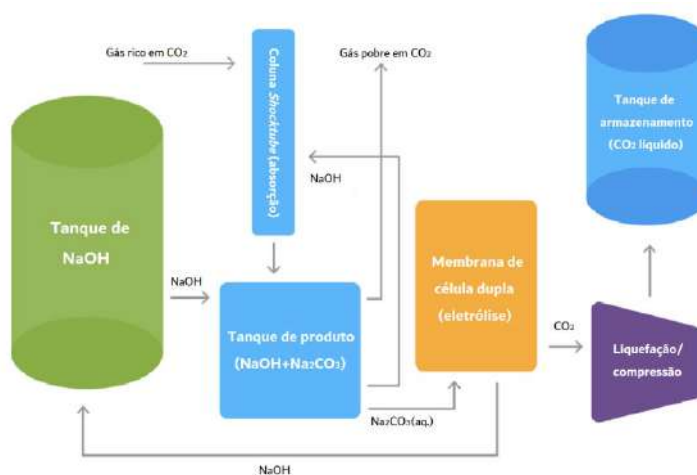 Gás rico em CO₂
Coluna Shocktube (absorção)
Gás pobre em CO₂
Tanque de
armazenamento
(CO₂ líquido)
NaOH
Tanque de
NaOH
NaOH
Tanque de produto
(NaOH+Na₂CO₃)
Membrana de
célula dupla
(eletrólise)
CO₂
Liquefação/
compressão
Na₂CO₃(aq.)
NaOH